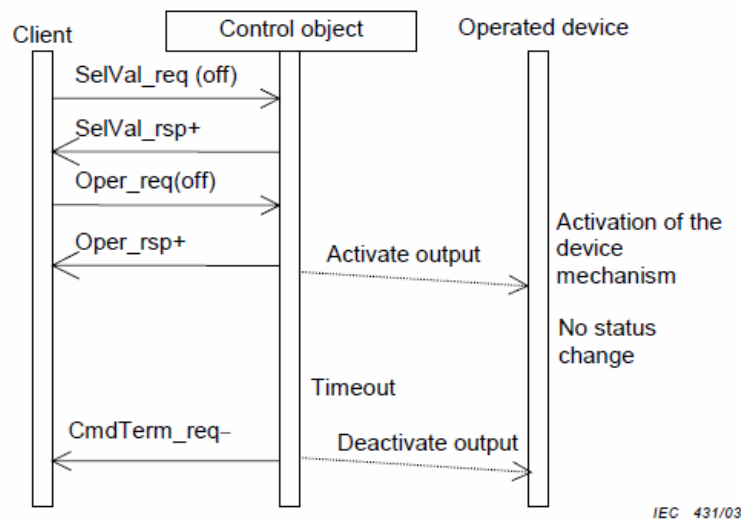 Client
Control object
Operated device
SelVal_req (off)
SelVal_rsp+
Oper_req(off)
Oper_rsp+
Activate output
Activation of the
device
mechanism
No status
change
Timeout
CmdTerm_req−
Deactivate output
IEC 431/03